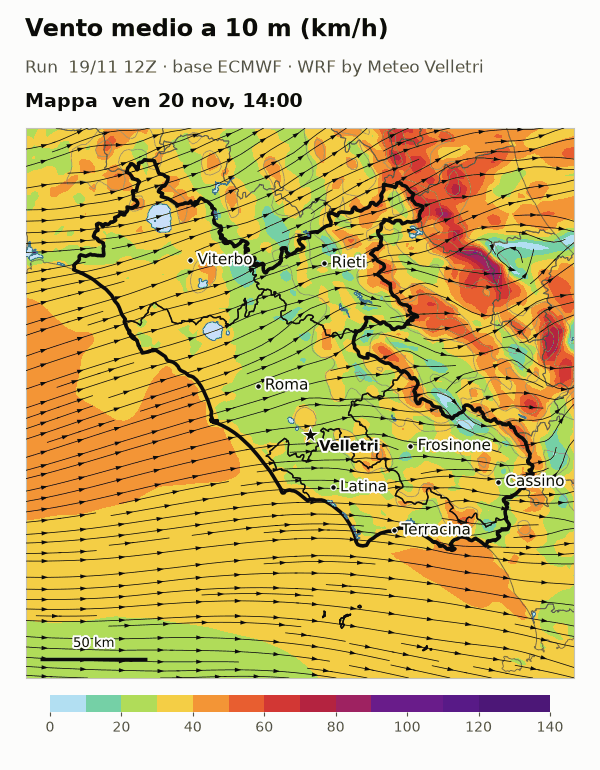 Vento medio a 10 m (km/h)
Run 19/11 12Z · base ECMWF · WRF by Meteo Velletri
Mappa ven 20 nov, 14:00
Viterbo
Rieti
Roma
Velletri
Frosinone
Latina
Cassino
Terracina
50 km
0 20 40 60 80 100 120 140